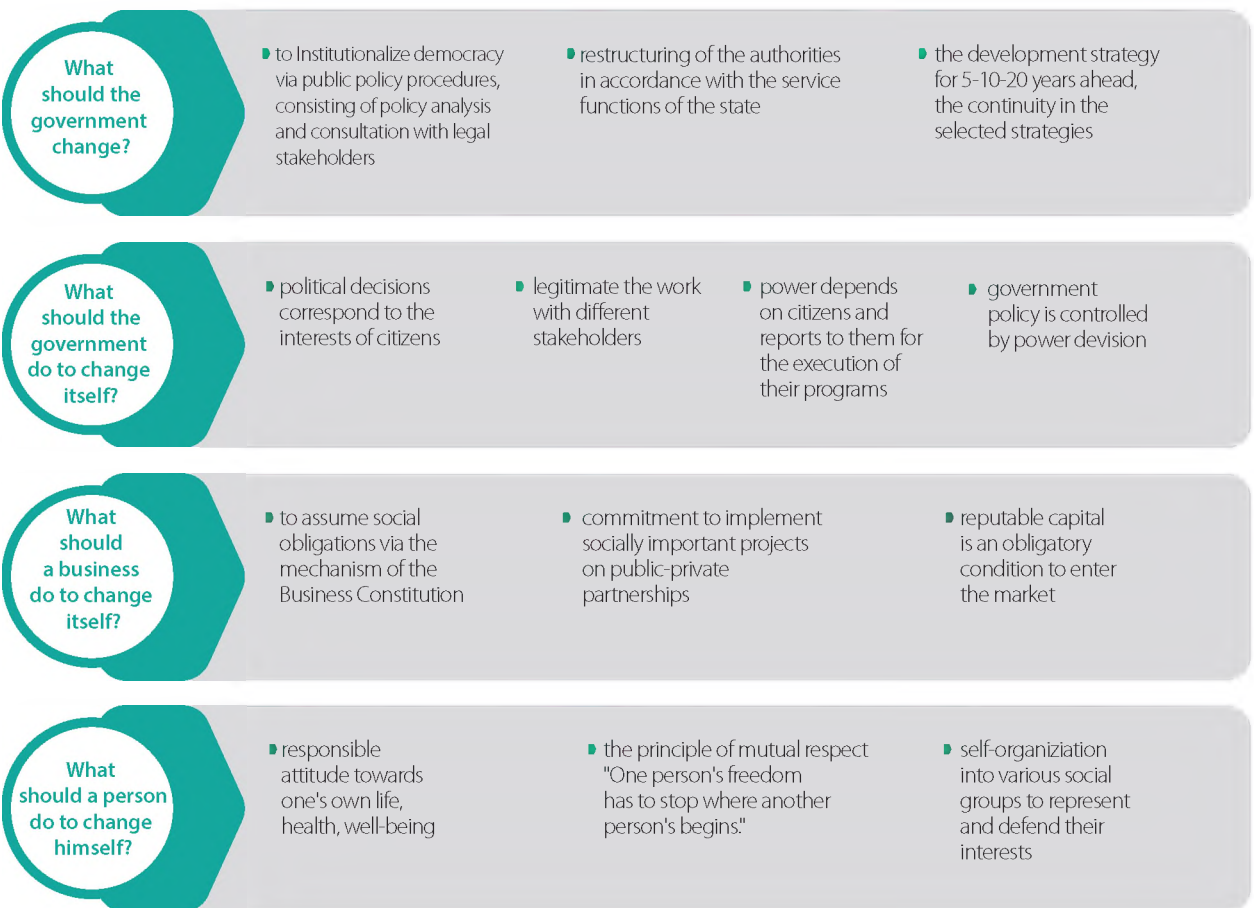 What
should the
government
change?
to Institutionalize democracy
via public policy procedures,
consisting of policy analysis
and consultation with legal
stakeholders
restructuring of the authorities
in accordance with the service
functions of the state
the development strategy
for 5-10-20 years ahead,
the continuity in the
selected strategies
What
should the
government
do to change
itself?
political decisions
correspond to the
interests of citizens
legitimate the work
with different
stakeholders
power depends
on citizens and
reports to them for
the execution of
their programs
government
policy is controlled
by power devision
What
should
a business
do to change
itself?
to assume social
obligations via the
mechanism of the
Business Constitution
commitment to implement
socially important projects
on public-private
partnerships
reputable capital
is an obligatory
condition to enter
the market
What
should a person
do to change
himself?
responsible
attitude towards
one's own life,
health, well-being
the principle of mutual respect
"One person's freedom
has to stop where another
person's begins."
self-organiziation
into various social
groups to represent
and defend their
interests